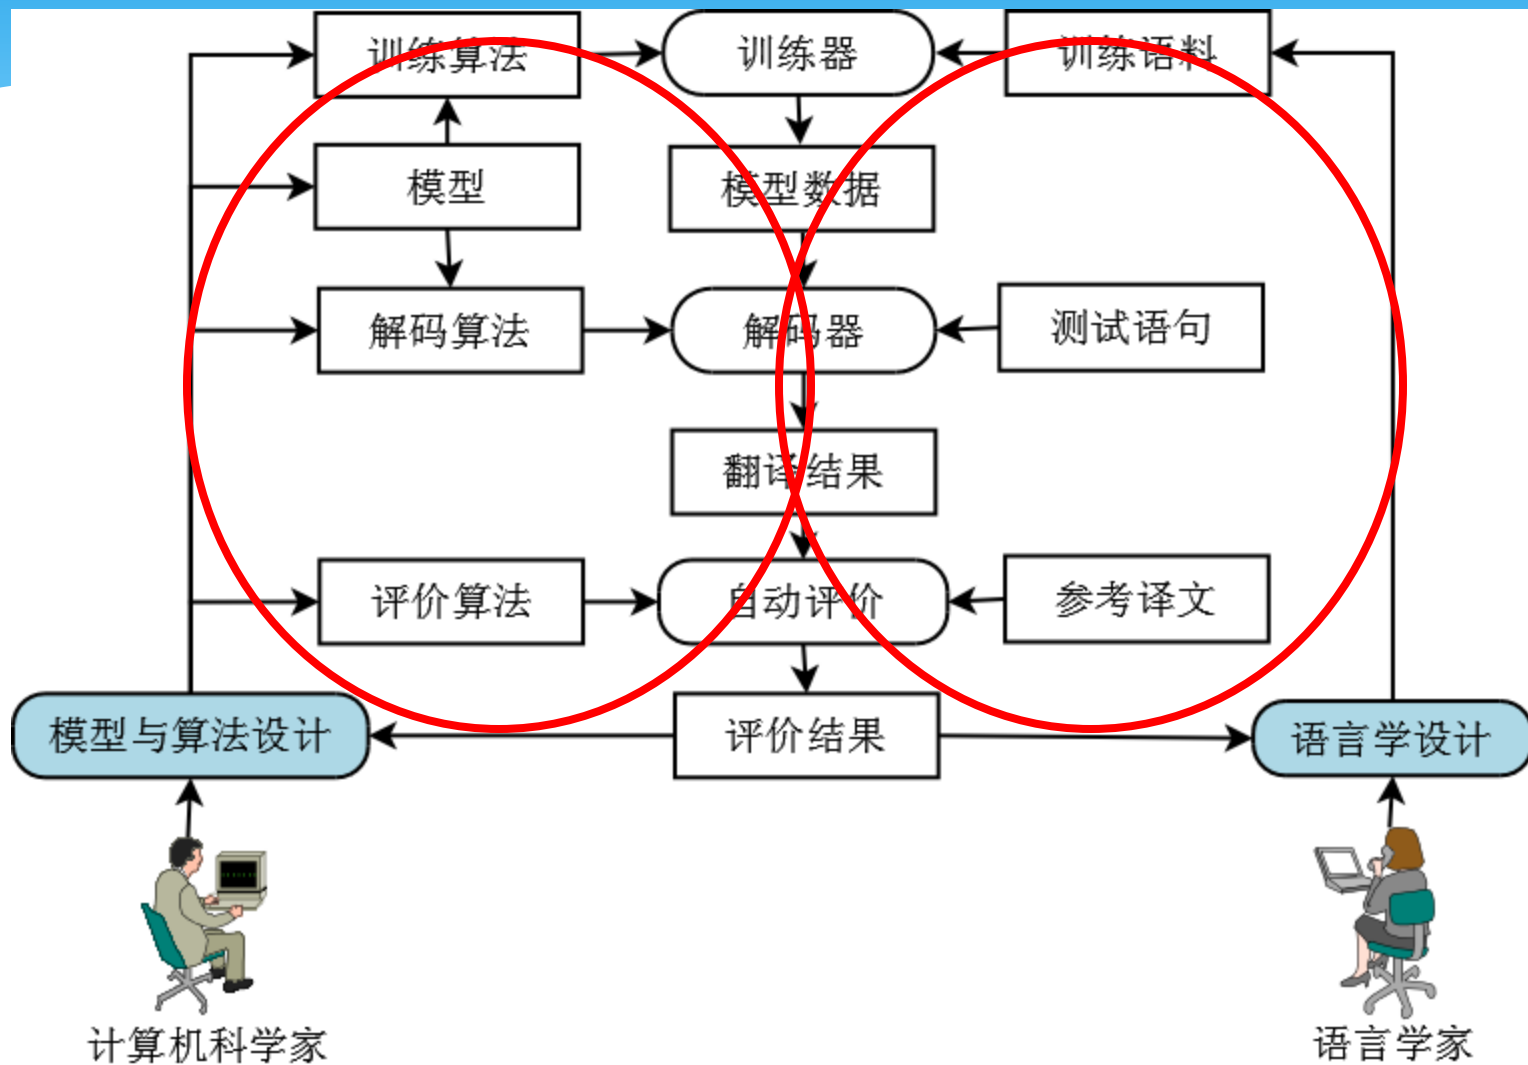 训练算法
训练器
训练语料
模型
模型数据
解码算法
解码器
测试语句
翻译结果
评价算法
自动评价
参考译文
模型与算法设计
评价结果
语言学设计
计算机科学家
语言学家